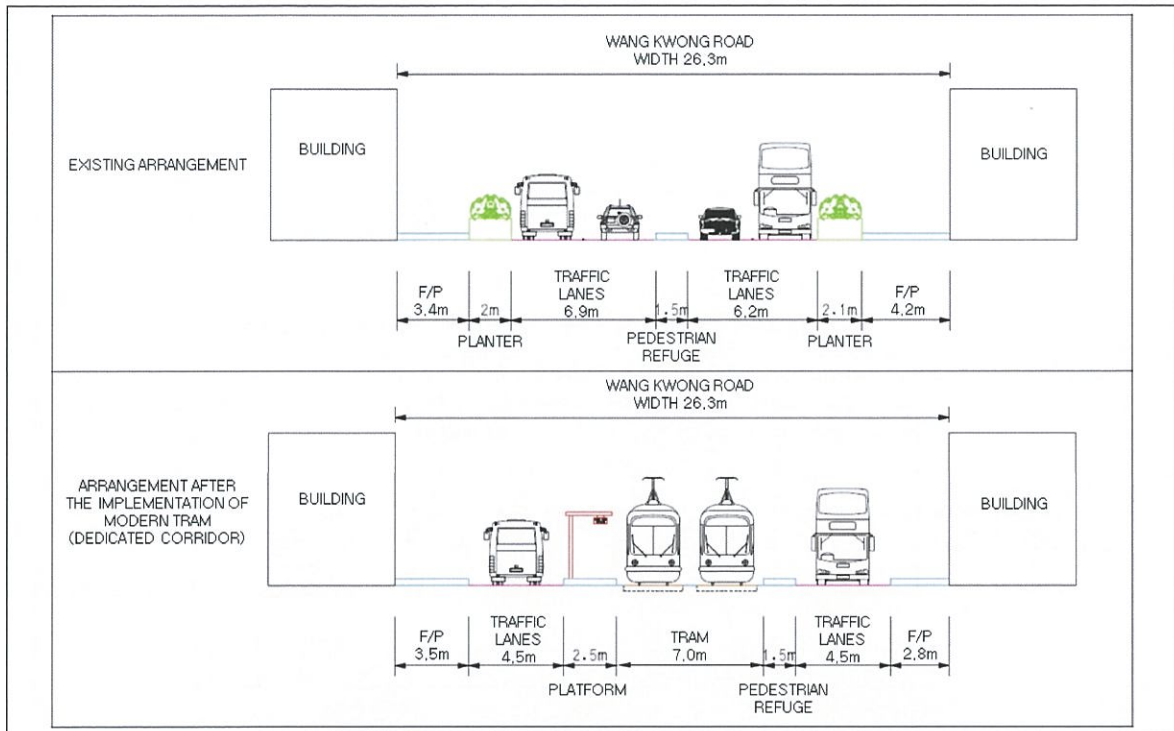 WANG KWONG ROAD
WIDTH 26.3m
EXISTING ARRANGEMENT
BUILDING
BUILDING
F/P
3.4m
2m
PLANTER
TRAFFIC
LANES
6.9m
1.5m
PEDESTRIAN
REFUGE
TRAFFIC
LANES
6.2m
2.1m
PLANTER
F/P
4.2m
WANG KWONG ROAD
WIDTH 26.3m
ARRANGEMENT AFTER
THE IMPLEMENTATION OF
MODERN TRAM
(DEDICATED CORRIDOR)
BUILDING
BUILDING
F/P
3.5m
TRAFFIC
LANES
4.5m
2.5m
PLATFORM
TRAM
7.0m
1.5m
PEDESTRIAN
REFUGE
TRAFFIC
LANES
4.5m
F/P
2.8m